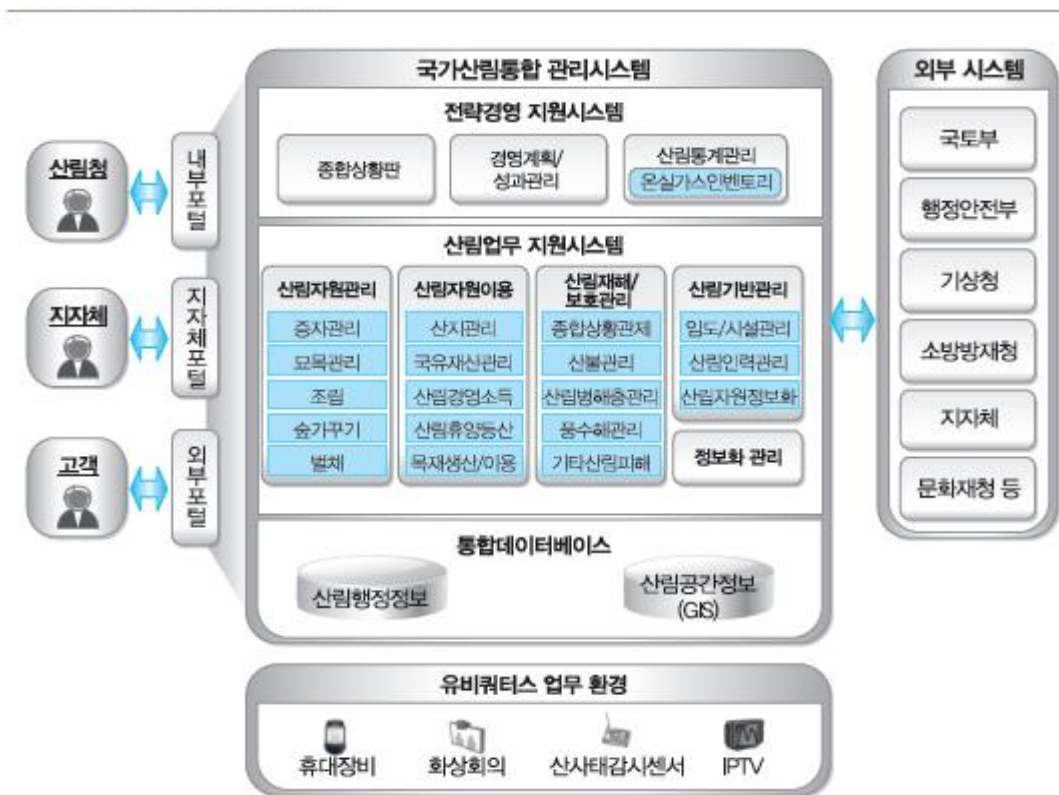 국가산림통합 관리시스템
전략경영 지원시스템
종합상황판
경영계획/
성과관리
산림통계관리
온실가스인벤토리
산림업무 지원시스템
산림자원관리
종자관리
묘목관리
조림
숲가꾸기
벌채
산림자원이용
산지관리
국유재산관리
산림경영소득
산림휴양등산
목재생산/이용
산림재해/
보호관리
종합상황관제
산불관리
산림병해충관리
풍수해관리
기타산림피해
산림기반관리
임도/시설관리
산림인력관리
산림자원정보화
정보화 관리
통합데이터베이스
산림행정정보
산림공간정보
(GIS)
산림청
내부포털
지자체
지자체포털
고객
외부포털
외부 시스템
국토부
행정안전부
기상청
소방방재청
지자체
문화재청 등
유비쿼터스 업무 환경
휴대장비
화상회의
산사태감시센서
IPTV